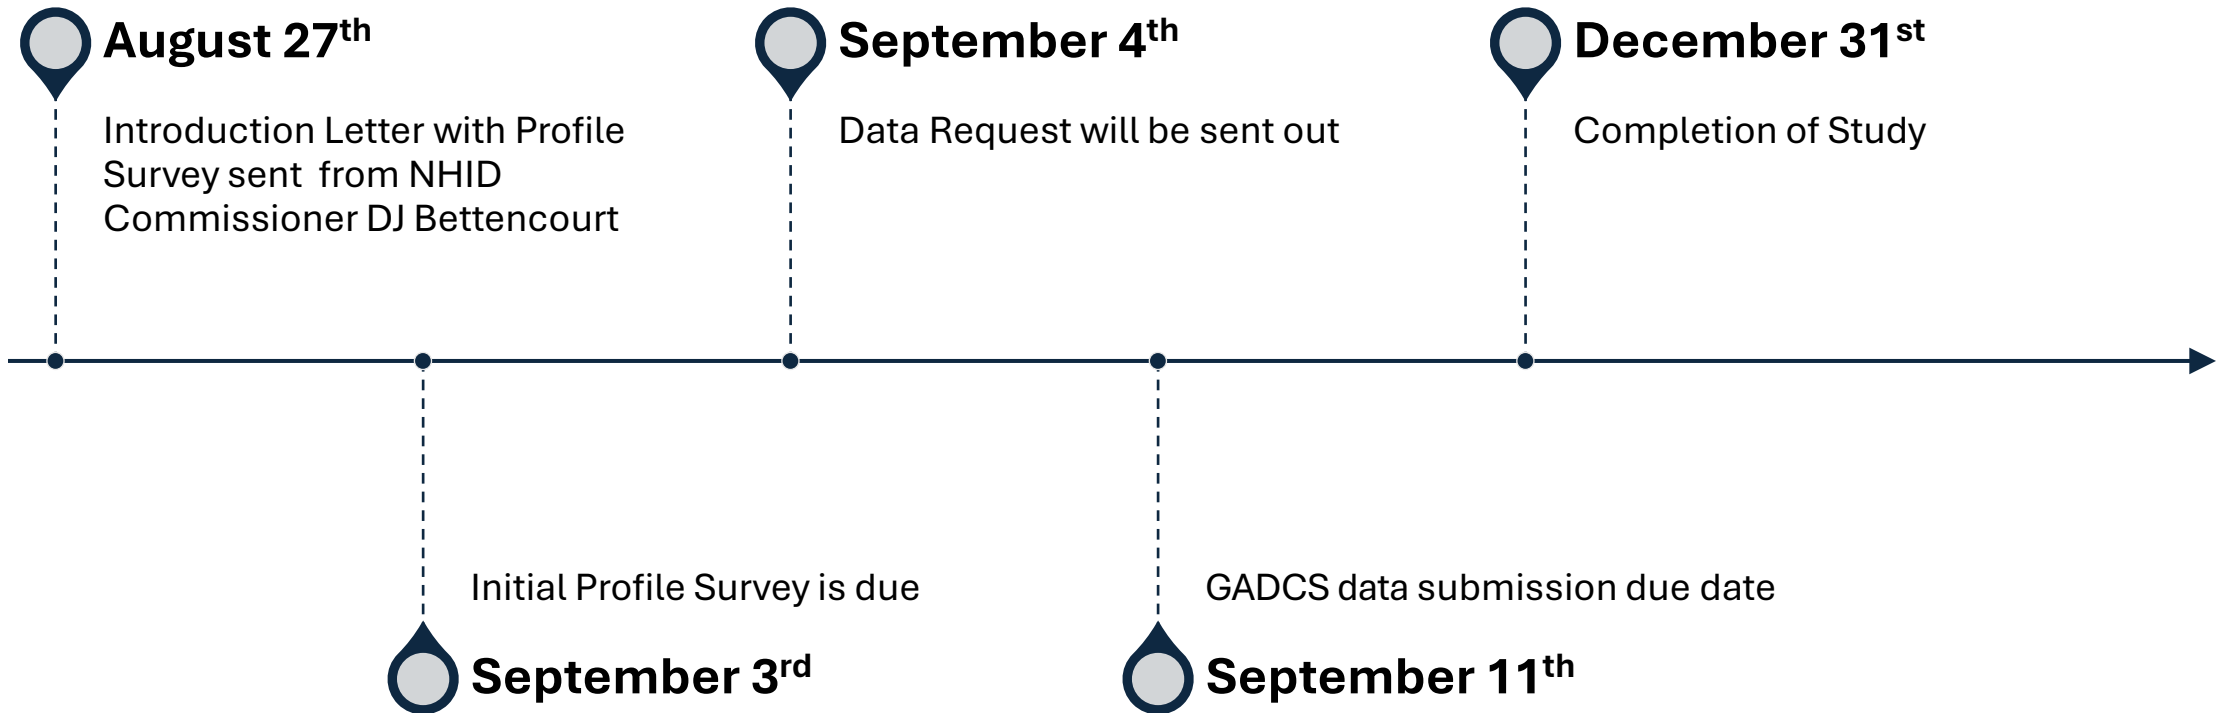 August 27th
Introduction Letter with Profile
Survey sent  from NHID
Commissioner DJ Bettencourt
September 4th
Data Request will be sent out
December 31st
Completion of Study
Initial Profile Survey is due
September 3rd
GADCS data submission due date
September 11th